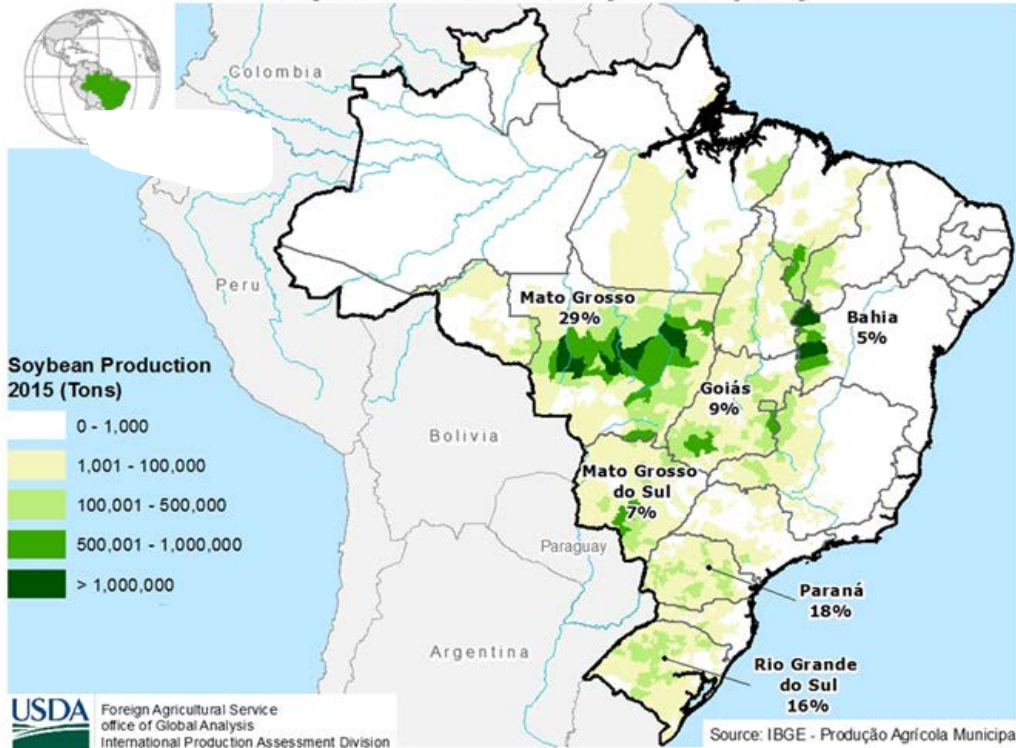 Colombia
Peru
Bolivia
Paraguay
Argentina
Mato Grosso
29%
Bahia
5%
Goiás
9%
Mato Grosso
do Sul
7%
Paraná
18%
Rio Grande
do Sul
16%
Soybean Production
2015 (Tons)
0 - 1,000
1,001 - 100,000
100,001 - 500,000
500,001 - 1,000,000
> 1,000,000
USDA
Foreign Agricultural Service
office of Global Analysis
International Production Assessment Division
Source: IBGE - Produção Agrícola Municipa